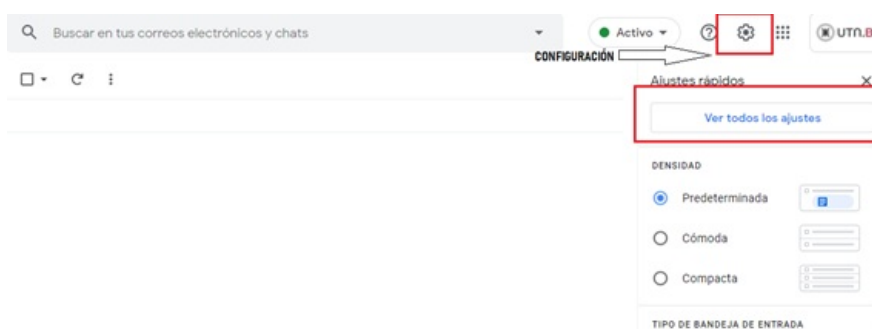 Buscar en tus correos electrónicos y chats
Activo
UTN.B
CONFIGURACIÓN
Ajustes rápidos
Ver todos los ajustes
DENSIDAD
Predeterminada
Cómoda
Compacta
TIPO DE BANDEJA DE ENTRADA